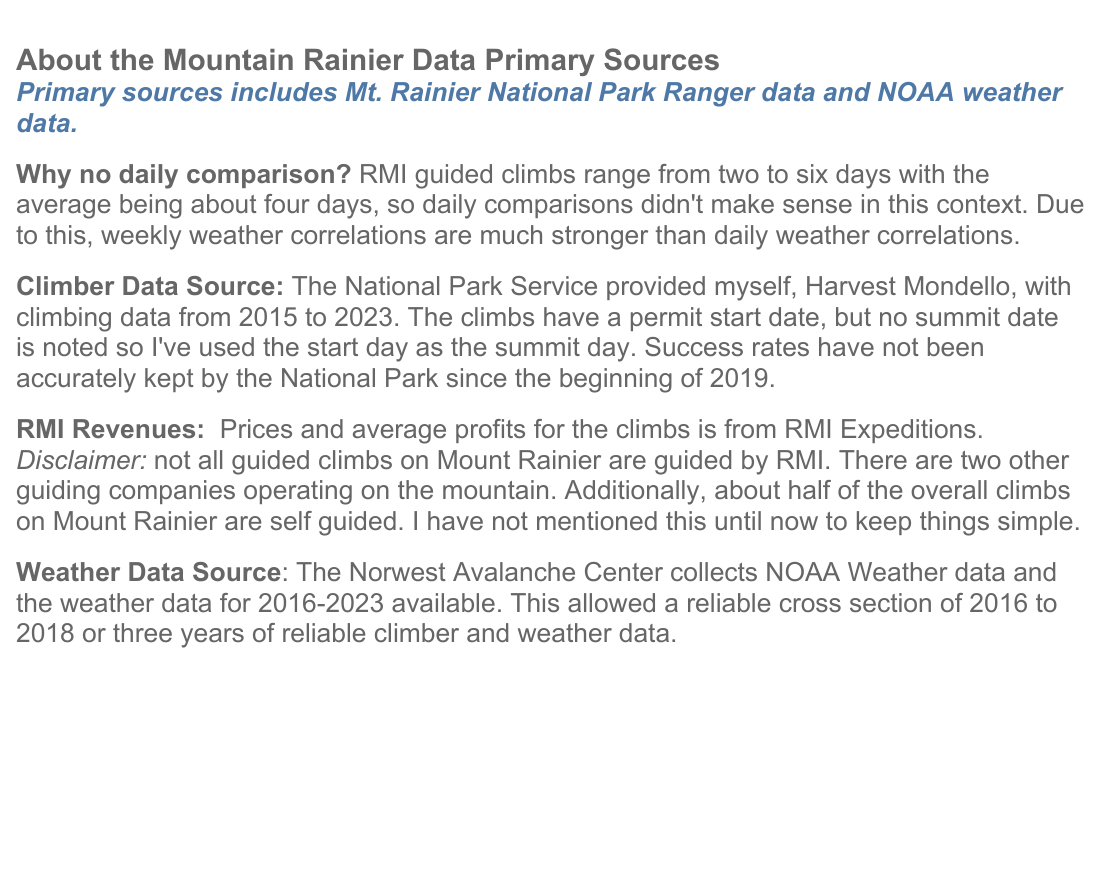 About the Mountain Rainier Data Primary Sources
Primary sources includes Mt. Rainier National Park Ranger data and NOAA weather
data.
Why no daily comparison? RMI guided climbs range from two to six days with the
average being about four days, so daily comparisons didn't make sense in this context. Due
to this, weekly weather correlations are much stronger than daily weather correlations.
Climber Data Source: The National Park Service provided myself, Harvest Mondello, with
climbing data from 2015 to 2023. The climbs have a permit start date, but no summit date
is noted so I've used the start day as the summit day. Success rates have not been
accurately kept by the National Park since the beginning of 2019.
RMI Revenues:  Prices and average profits for the climbs is from RMI Expeditions.
Disclaimer: not all guided climbs on Mount Rainier are guided by RMI. There are two other
guiding companies operating on the mountain. Additionally, about half of the overall climbs
on Mount Rainier are self guided. I have not mentioned this until now to keep things simple.
Weather Data Source: The Norwest Avalanche Center collects NOAA Weather data and
the weather data for 2016-2023 available. This allowed a reliable cross section of 2016 to
2018 or three years of reliable climber and weather data.